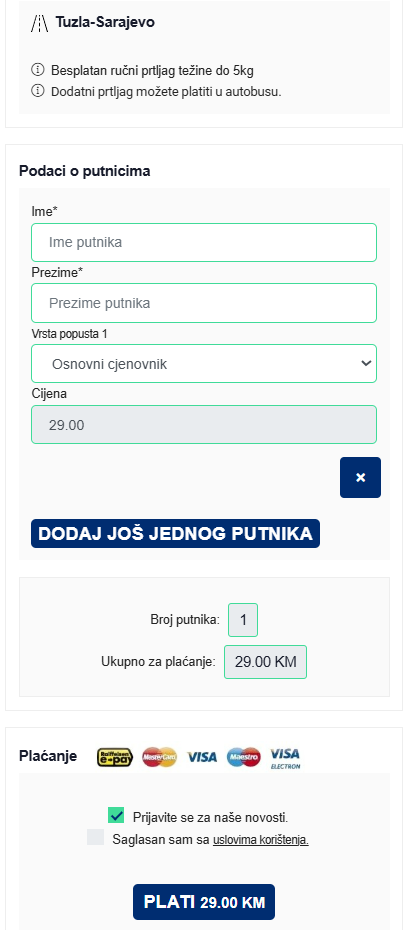 Tuzla-Sarajevo
Besplatan ručni prtljag težine do 5kg
Dodatni prtljag možete platiti u autobusu.
Podaci o putnicima
Ime*
Ime putnika
Prezime*
Prezime putnika
Vrsta popusta 1
Osnovni cjenovnik
Cijena
29.00
×
DODAJ JOŠ JEDNOG PUTNIKA
Broj putnika: 1
Ukupno za plaćanje: 29.00 KM
Plaćanje Raiffeisen e-pay MasterCard VISA Maestro VISA ELECTRON
Prijavite se za naše novosti.
Saglasan sam sa uslovima korištenja.
PLATI 29.00 KM